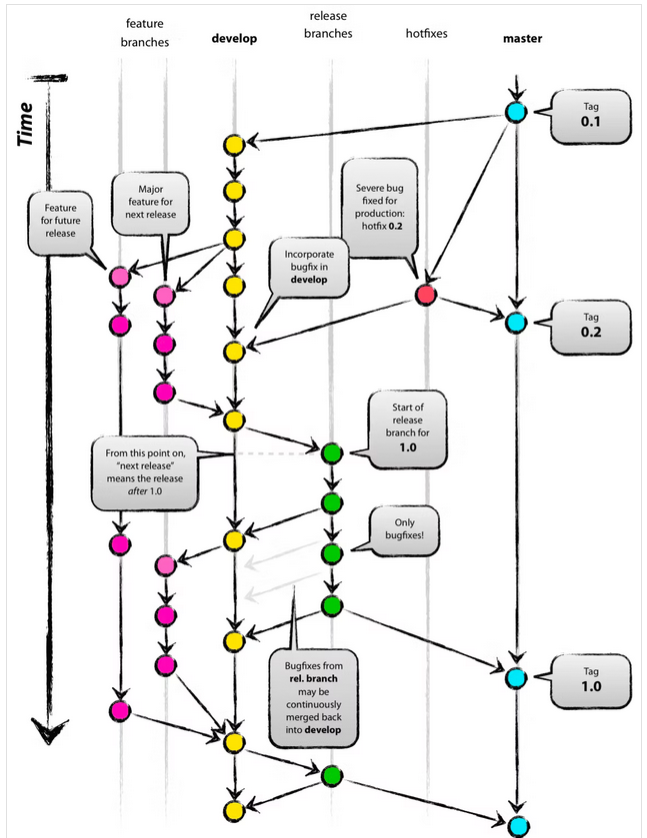 feature
branches
develop
release
branches
hotfixes
master
Time
Tag
0.1
Feature
for future
release
Major
feature for
next release
Severe bug
fixed for
production:
hotfix 0.2
Incorporate
bugfix in
develop
Tag
0.2
Start of
release
branch for
1.0
From this point on,
“next release”
means the release
after 1.0
Only
bugfixes!
Bugfixes from
rel. branch
may be
continuously
merged back
into develop
Tag
1.0